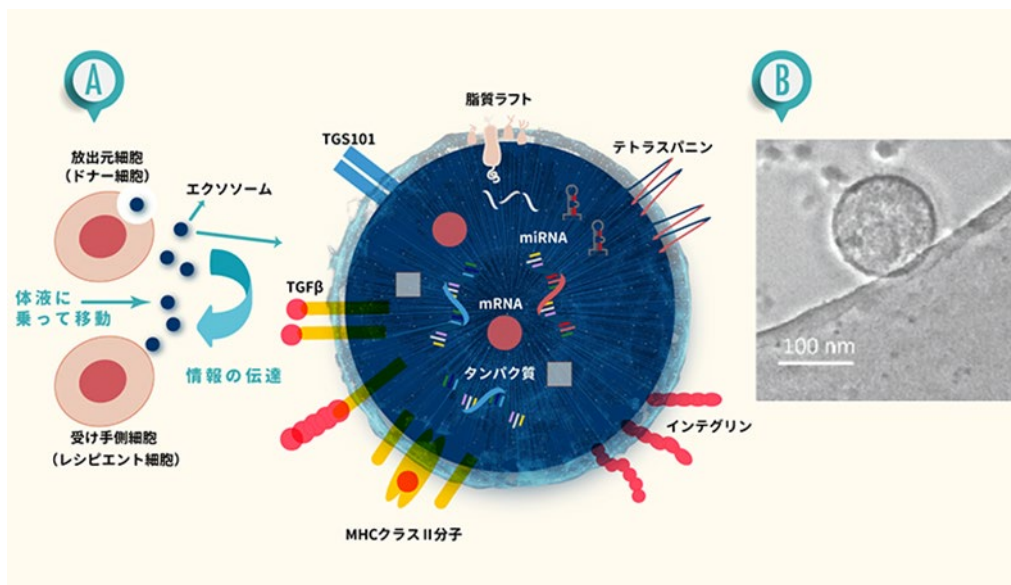 A
放出元細胞
(ドナー細胞)
エクソソーム
体液に
乗って移動
情報の伝達
受け手側細胞
(レシピエント細胞)
脂質ラフト
TGS101
テトラスパニン
miRNA
TGFβ
mRNA
タンパク質
インテグリン
MHCクラスⅡ分子
B
100 nm